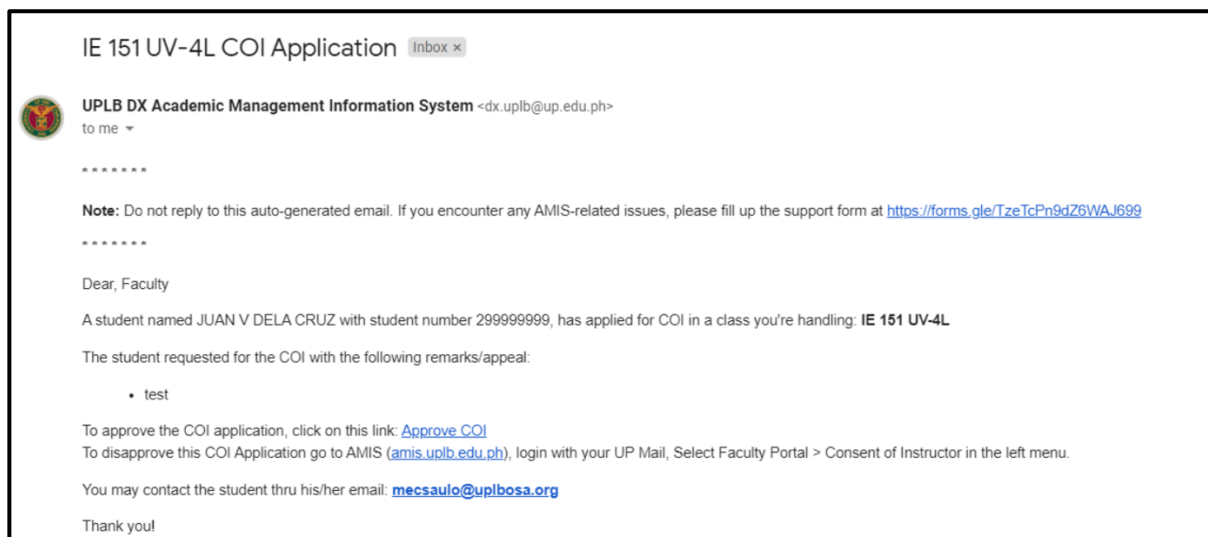 IE 151 UV-4L COI Application Inbox ×
UPLB DX Academic Management Information System <dx.uplb@up.edu.ph>
to me
* * * * * * *
Note: Do not reply to this auto-generated email. If you encounter any AMIS-related issues, please fill up the support form at https://forms.gle/TzeTcPn9dZ6WAJ699
* * * * * * *
Dear, Faculty
A student named JUAN V DELA CRUZ with student number 299999999, has applied for COI in a class you're handling: IE 151 UV-4L
The student requested for the COI with the following remarks/appeal:
• test
To approve the COI application, click on this link: Approve COI
To disapprove this COI Application go to AMIS (amis.uplb.edu.ph), login with your UP Mail, Select Faculty Portal > Consent of Instructor in the left menu.
You may contact the student thru his/her email: mecsaulo@uplbosa.org
Thank you!